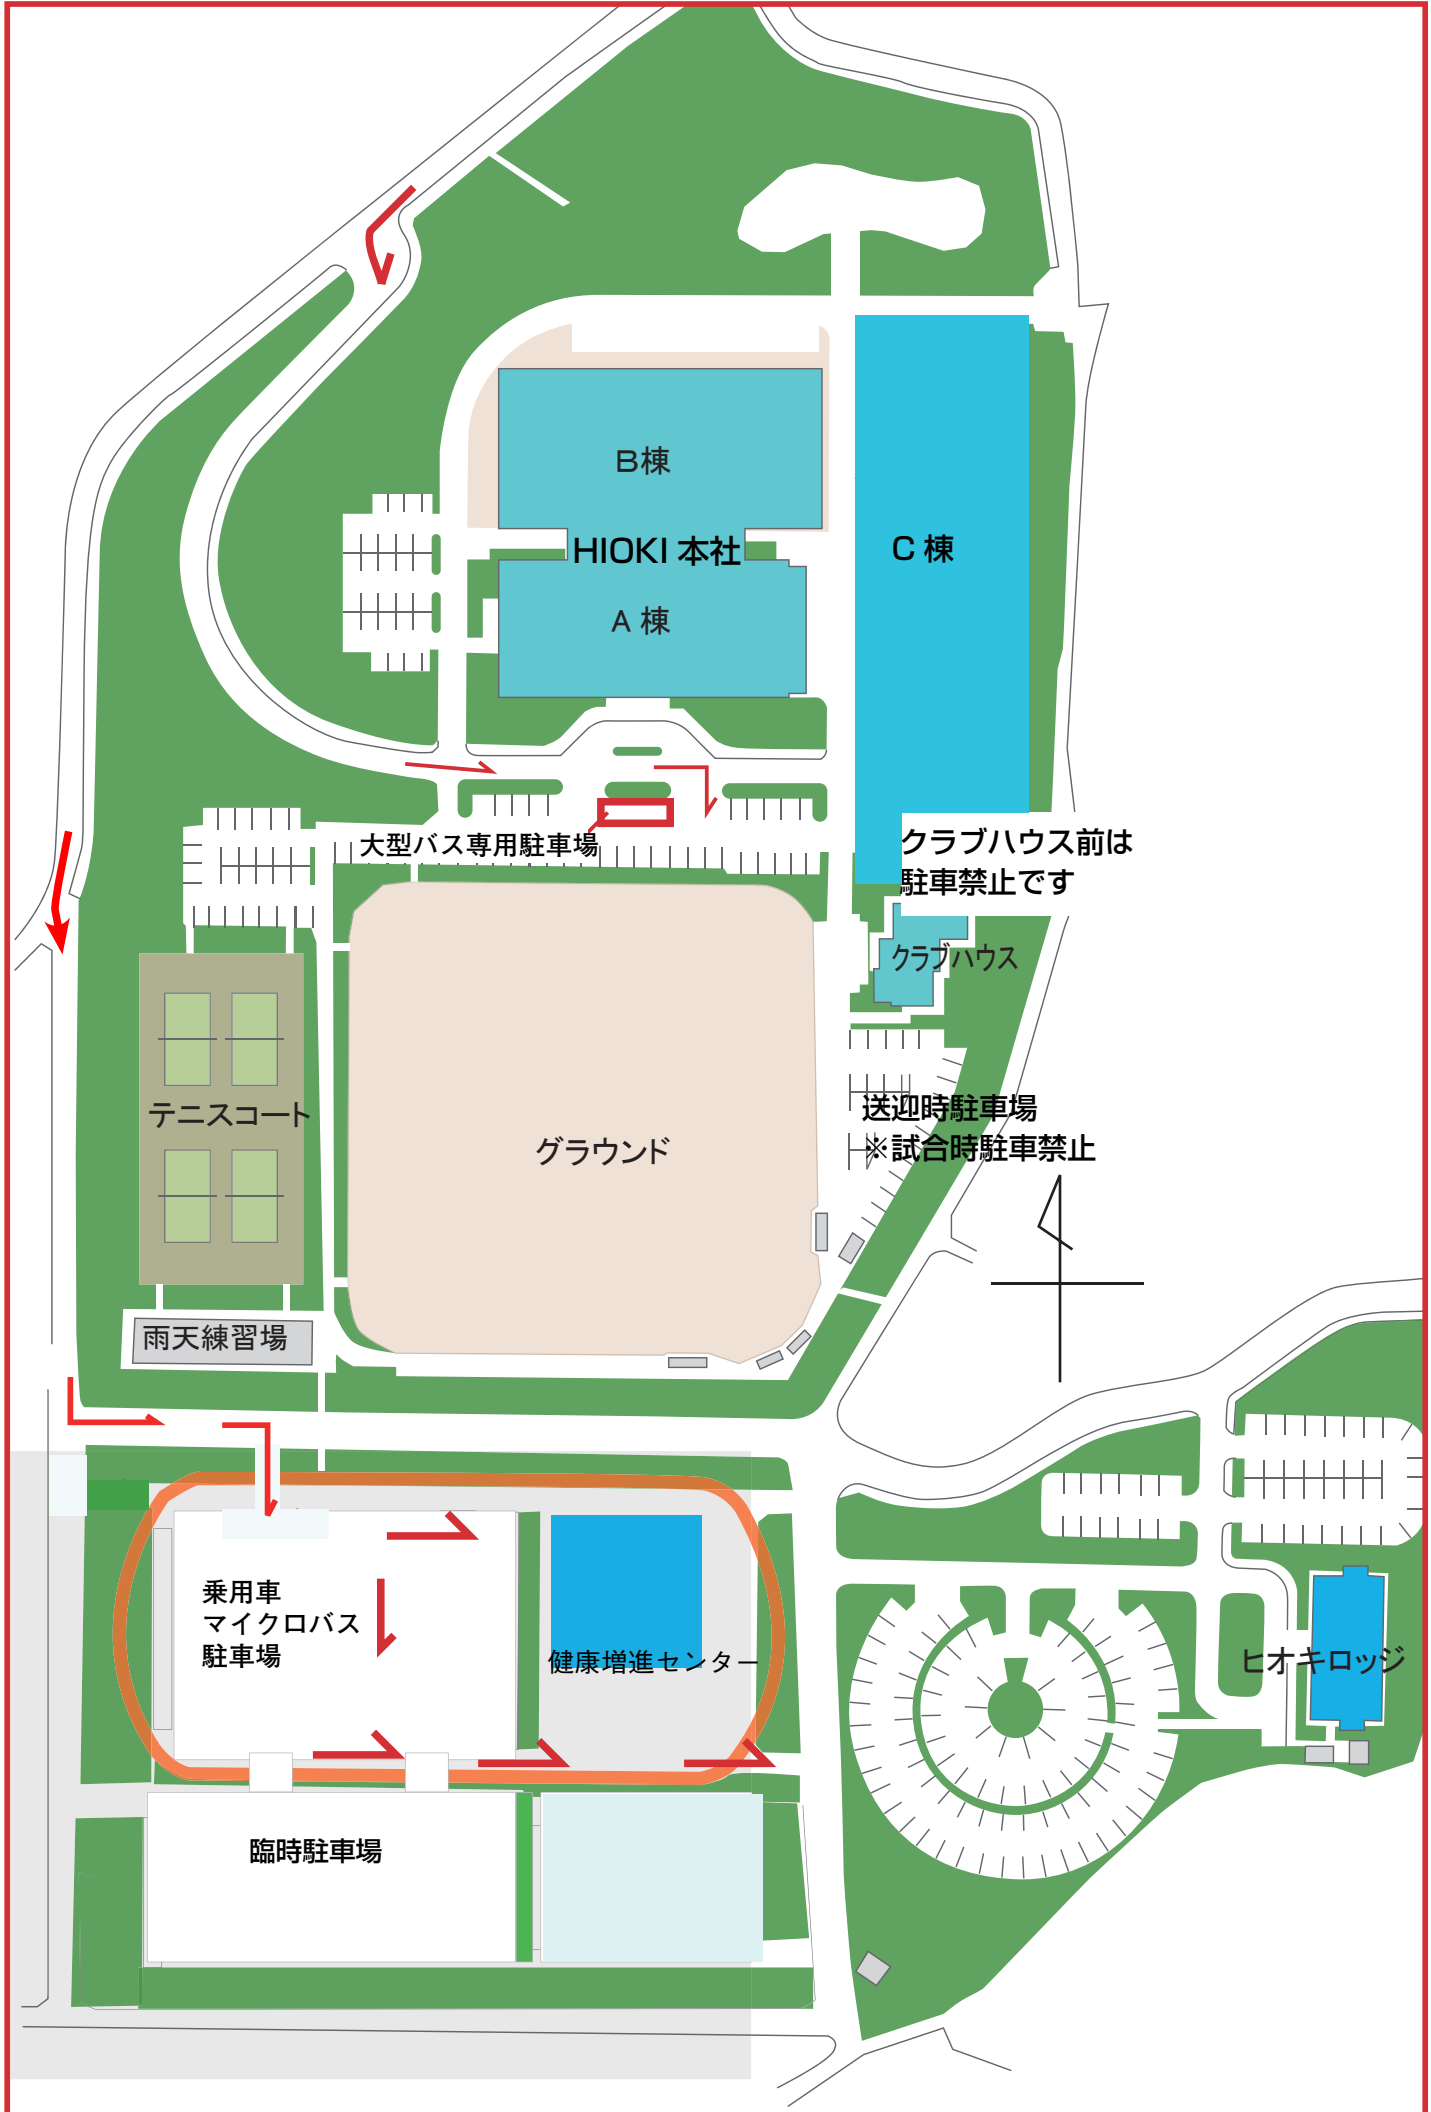 B棟
HIOKI 本社
C 棟
A 棟
大型バス専用駐車場
クラブハウス前は
駐車禁止です
クラブハウス
テニスコート
グラウンド
送迎時駐車場
※試合時駐車禁止
雨天練習場
乗用車
マイクロバス
駐車場
健康増進センター
ヒオキロッジ
臨時駐車場